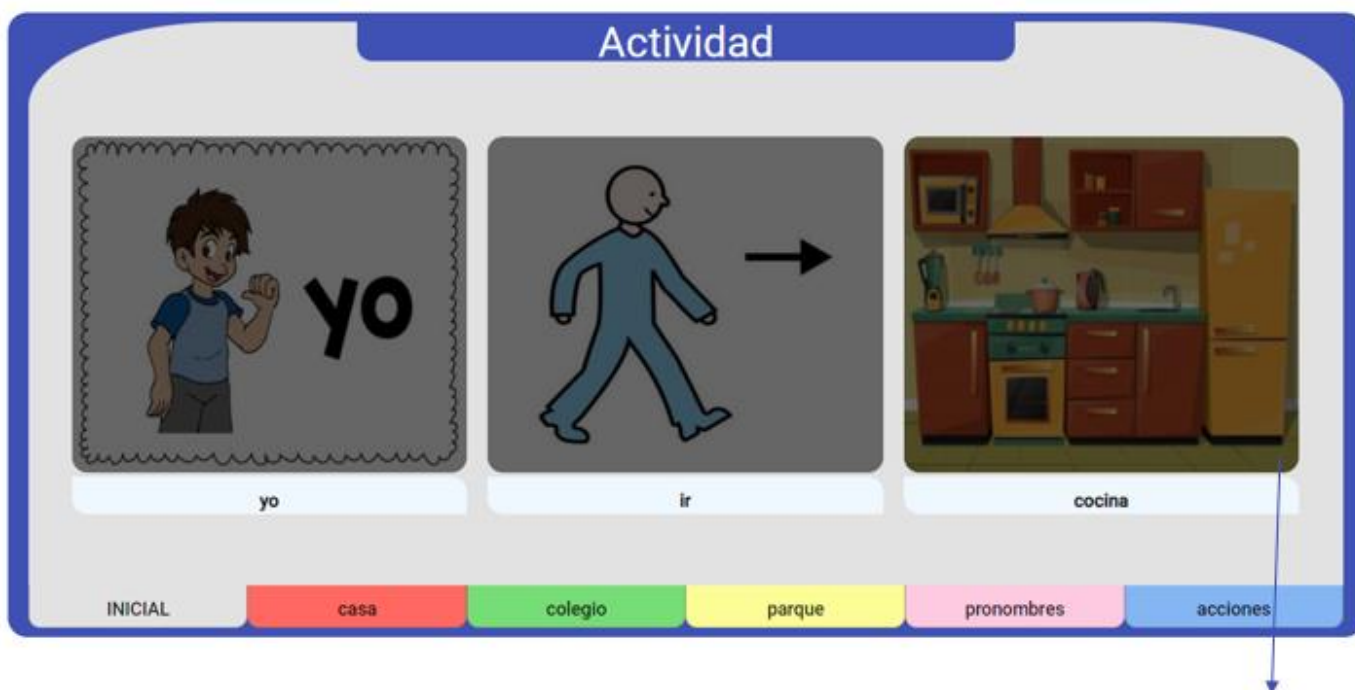 Actividad
yo
yo ir cocina
INICIAL casa colegio parque pronombres acciones